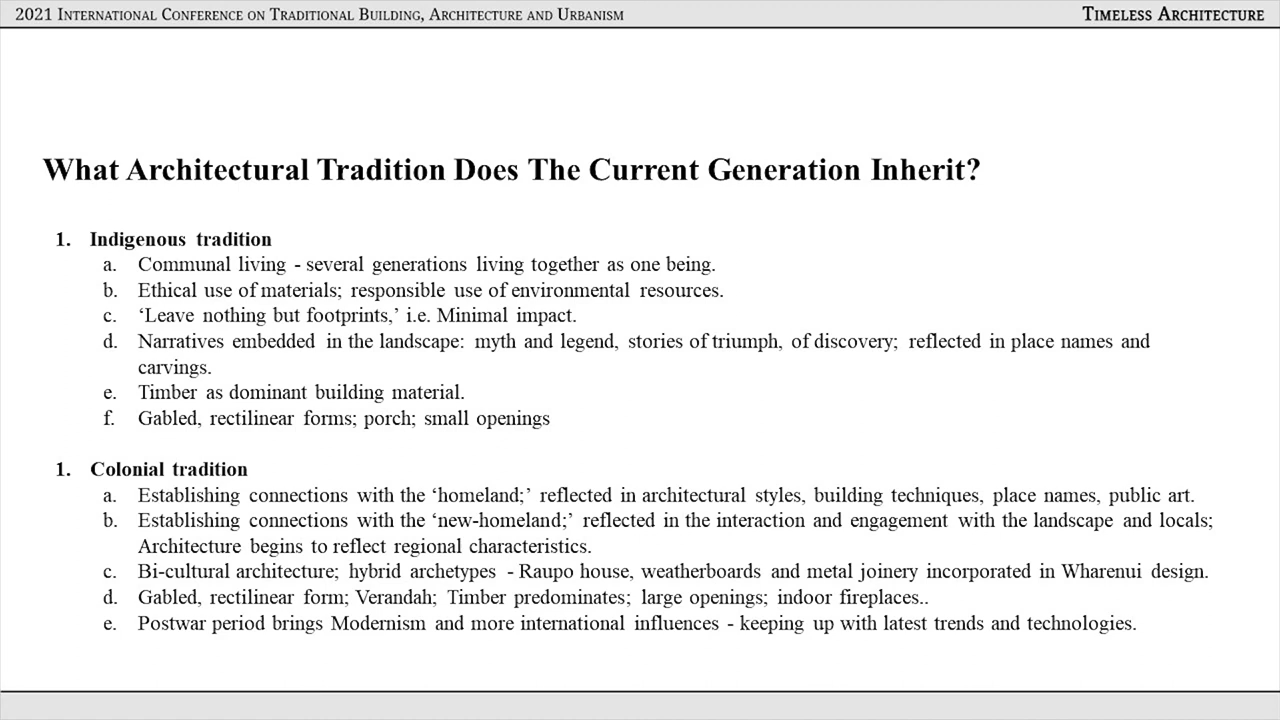 2021 International Conference on Traditional Building, Architecture and Urbanism
Timeless Architecture
What Architectural Tradition Does The Current Generation Inherit?
1. Indigenous tradition
a. Communal living - several generations living together as one being.
b. Ethical use of materials; responsible use of environmental resources.
c. ‘Leave nothing but footprints,’ i.e. Minimal impact.
d. Narratives embedded in the landscape: myth and legend, stories of triumph, of discovery; reflected in place names and
carvings.
e. Timber as dominant building material.
f. Gabled, rectilinear forms; porch; small openings
1. Colonial tradition
a. Establishing connections with the ‘homeland;’ reflected in architectural styles, building techniques, place names, public art.
b. Establishing connections with the ‘new-homeland;’ reflected in the interaction and engagement with the landscape and locals;
Architecture begins to reflect regional characteristics.
c. Bi-cultural architecture; hybrid archetypes - Raupo house, weatherboards and metal joinery incorporated in Wharenui design.
d. Gabled, rectilinear form; Verandah; Timber predominates; large openings; indoor fireplaces..
e. Postwar period brings Modernism and more international influences - keeping up with latest trends and technologies.